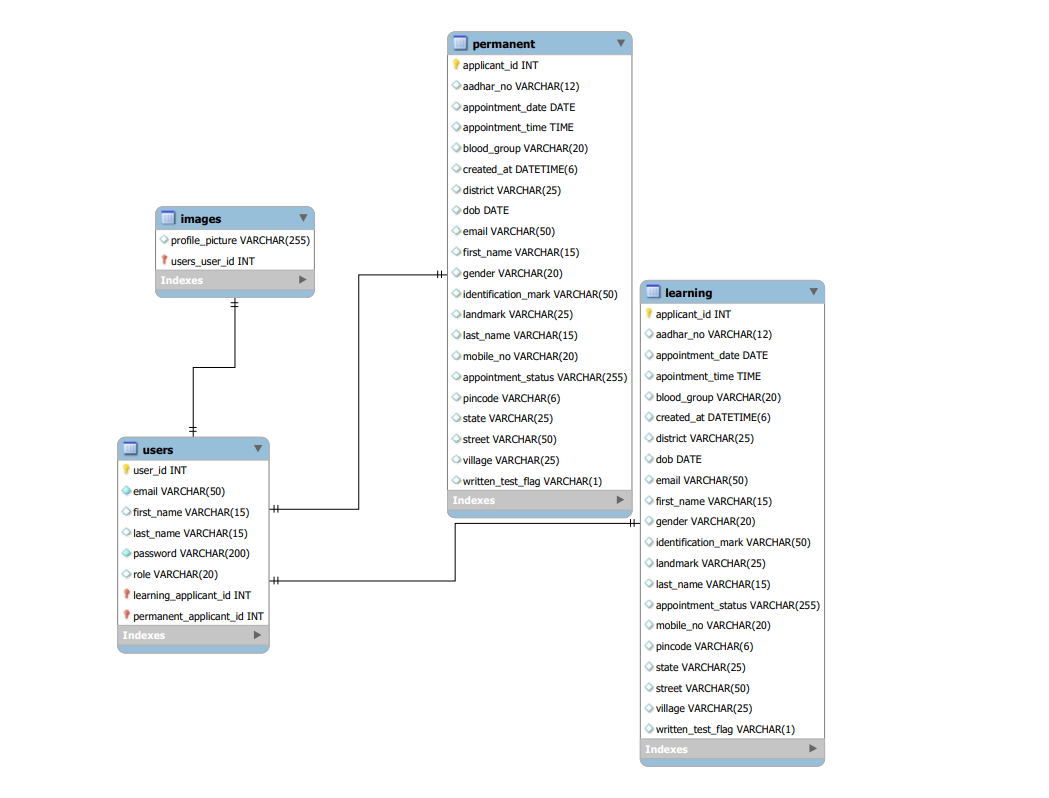 permanent
applicant_id INT
aadhar_no VARCHAR(12)
appointment_date DATE
appointment_time TIME
blood_group VARCHAR(20)
created_at DATETIME(6)
district VARCHAR(25)
dob DATE
email VARCHAR(50)
first_name VARCHAR(15)
gender VARCHAR(20)
identification_mark VARCHAR(50)
landmark VARCHAR(25)
last_name VARCHAR(15)
mobile_no VARCHAR(20)
appointment_status VARCHAR(255)
pincode VARCHAR(6)
state VARCHAR(25)
street VARCHAR(50)
village VARCHAR(25)
written_test_flag VARCHAR(1)
Indexes
images
profile_picture VARCHAR(255)
users_user_id INT
Indexes
learning
applicant_id INT
aadhar_no VARCHAR(12)
appointment_date DATE
apointment_time TIME
blood_group VARCHAR(20)
created_at DATETIME(6)
district VARCHAR(25)
dob DATE
email VARCHAR(50)
first_name VARCHAR(15)
gender VARCHAR(20)
identification_mark VARCHAR(50)
landmark VARCHAR(25)
last_name VARCHAR(15)
appointment_status VARCHAR(255)
mobile_no VARCHAR(20)
pincode VARCHAR(6)
state VARCHAR(25)
street VARCHAR(50)
village VARCHAR(25)
written_test_flag VARCHAR(1)
Indexes
users
user_id INT
email VARCHAR(50)
first_name VARCHAR(15)
last_name VARCHAR(15)
password VARCHAR(200)
role VARCHAR(20)
learning_applicant_id INT
permanent_applicant_id INT
Indexes